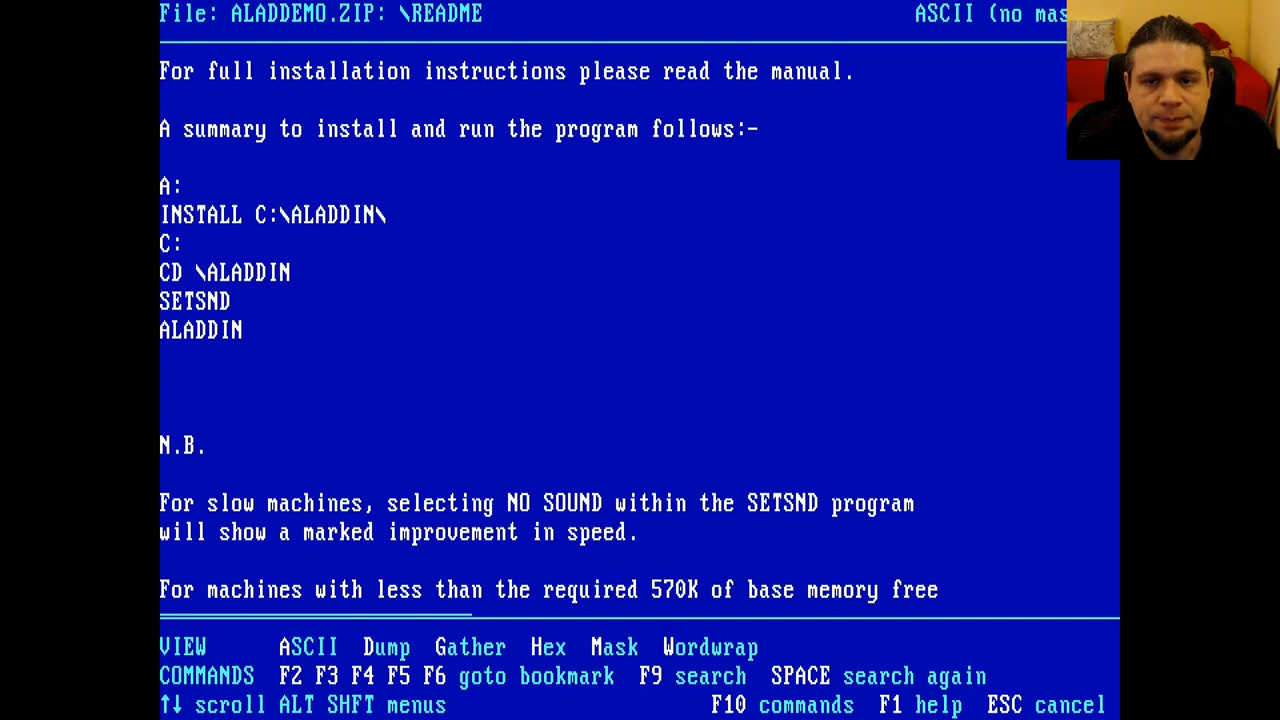 File: ALADDEMO.ZIP: \README ASCII (no mas
For full installation instructions please read the manual.
A summary to install and run the program follows:-
A:
INSTALL C:\ALADDIN\
C:
CD \ALADDIN
SETSND
ALADDIN
N.B.
For slow machines, selecting NO SOUND within the SETSND program
will show a marked improvement in speed.
For machines with less than the required 570K of base memory free
VIEW ASCII Dump Gather Hex Mask Wordwrap
COMMANDS F2 F3 F4 F5 F6 goto bookmark F9 search SPACE search again
↑↓ scroll ALT SHFT menus F10 commands F1 help ESC cancel